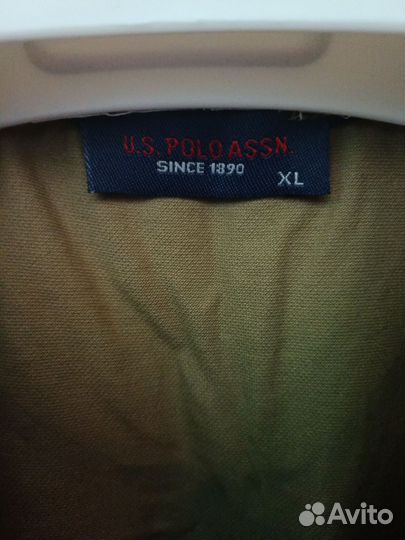 U.S. POLO ASSN.
SINCE 1890
XL
Avito